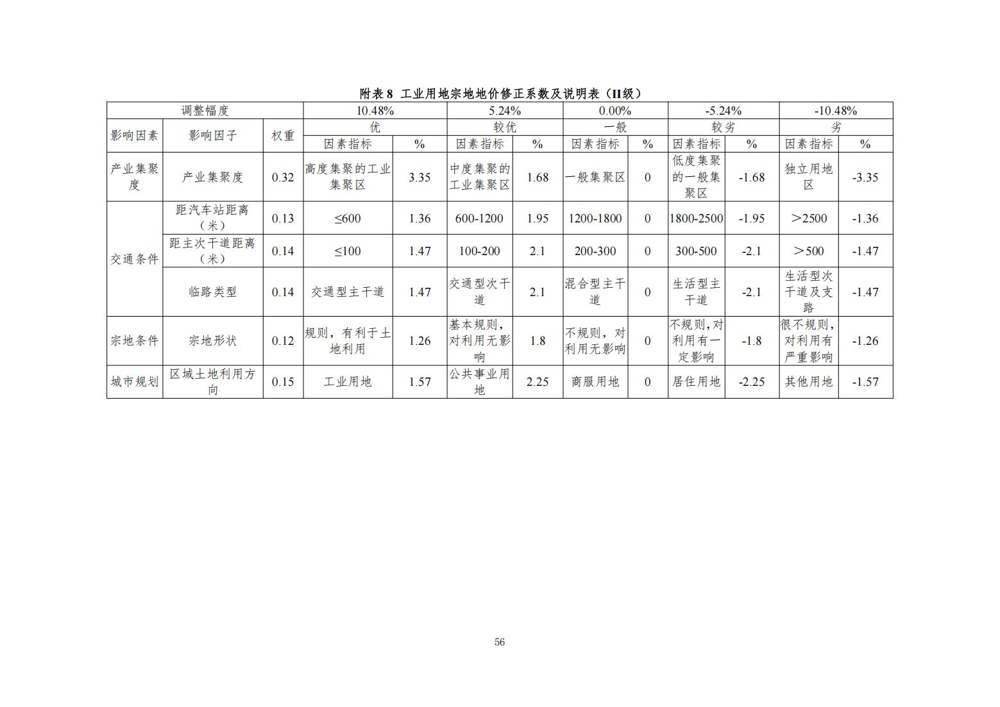 附表 8 工业用地宗地地价修正系数及说明表（II级）
调整幅度 10.48% 5.24% 0.00% -5.24% -10.48%
影响因素 影响因子 权重 优 较优 一般 较劣 劣
因素指标 % 因素指标 % 因素指标 % 因素指标 % 因素指标 %
产业集聚度 产业集聚度 0.32 高度集聚的工业集聚区 3.35 中度集聚的工业集聚区 1.68 一般集聚区 0 低度集聚的一般集聚区 -1.68 独立用地区 -3.35
交通条件 距汽车站距离（米） 0.13 ≤600 1.36 600-1200 1.95 1200-1800 0 1800-2500 -1.95 ＞2500 -1.36
距主次干道距离（米） 0.14 ≤100 1.47 100-200 2.1 200-300 0 300-500 -2.1 ＞500 -1.47
临路类型 0.14 交通型主干道 1.47 交通型次干道 2.1 混合型主干道 0 生活型主干道 -2.1 生活型次干道及支路 -1.47
宗地条件 宗地形状 0.12 规则，有利于土地利用 1.26 基本规则，对利用无影响 1.8 不规则，对利用无影响 0 不规则，对利用有一定影响 -1.8 很不规则，对利用有严重影响 -1.26
城市规划 区域土地利用方向 0.15 工业用地 1.57 公共事业用地 2.25 商服用地 0 居住用地 -2.25 其他用地 -1.57
56